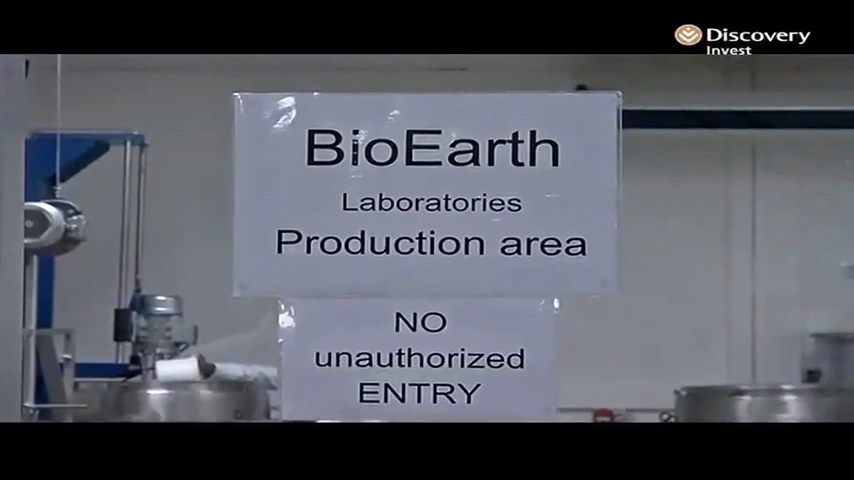 Discovery
Invest
BioEarth
Laboratories
Production area
NO
unauthorized
ENTRY